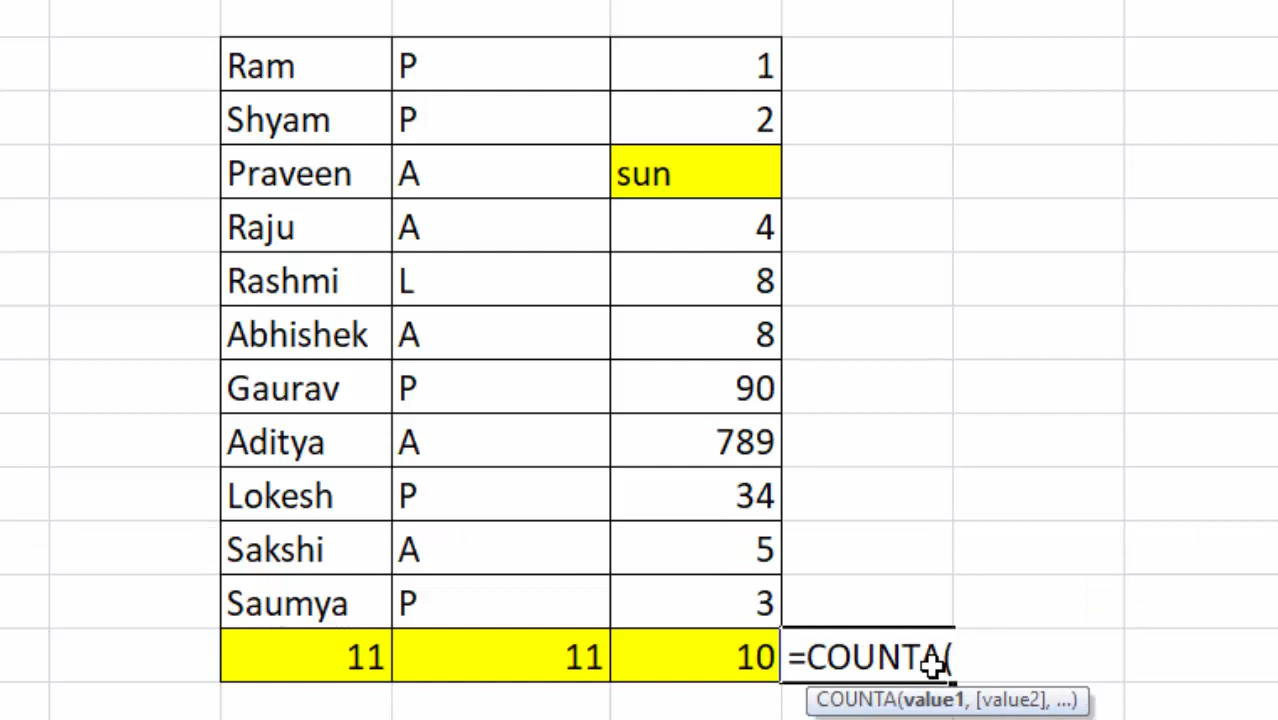 Ram P 1
Shyam P 2
Praveen A sun
Raju A 4
Rashmi L 8
Abhishek A 8
Gaurav P 90
Aditya A 789
Lokesh P 34
Sakshi A 5
Saumya P 3
11 11 10 =COUNTA(
COUNTA(value1, [value2], ...)